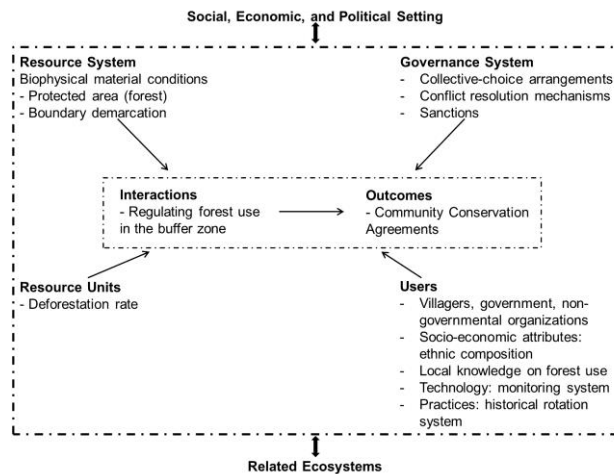 Social, Economic, and Political Setting
Resource System
Biophysical material conditions
- Protected area (forest)
- Boundary demarcation
Governance System
- Collective-choice arrangements
- Conflict resolution mechanisms
- Sanctions
Interactions
- Regulating forest use
in the buffer zone
Outcomes
- Community Conservation
Agreements
Resource Units
- Deforestation rate
Users
- Villagers, government, non-
governmental organizations
- Socio-economic attributes:
ethnic composition
- Local knowledge on forest use
- Technology: monitoring system
- Practices: historical rotation
system
Related Ecosystems